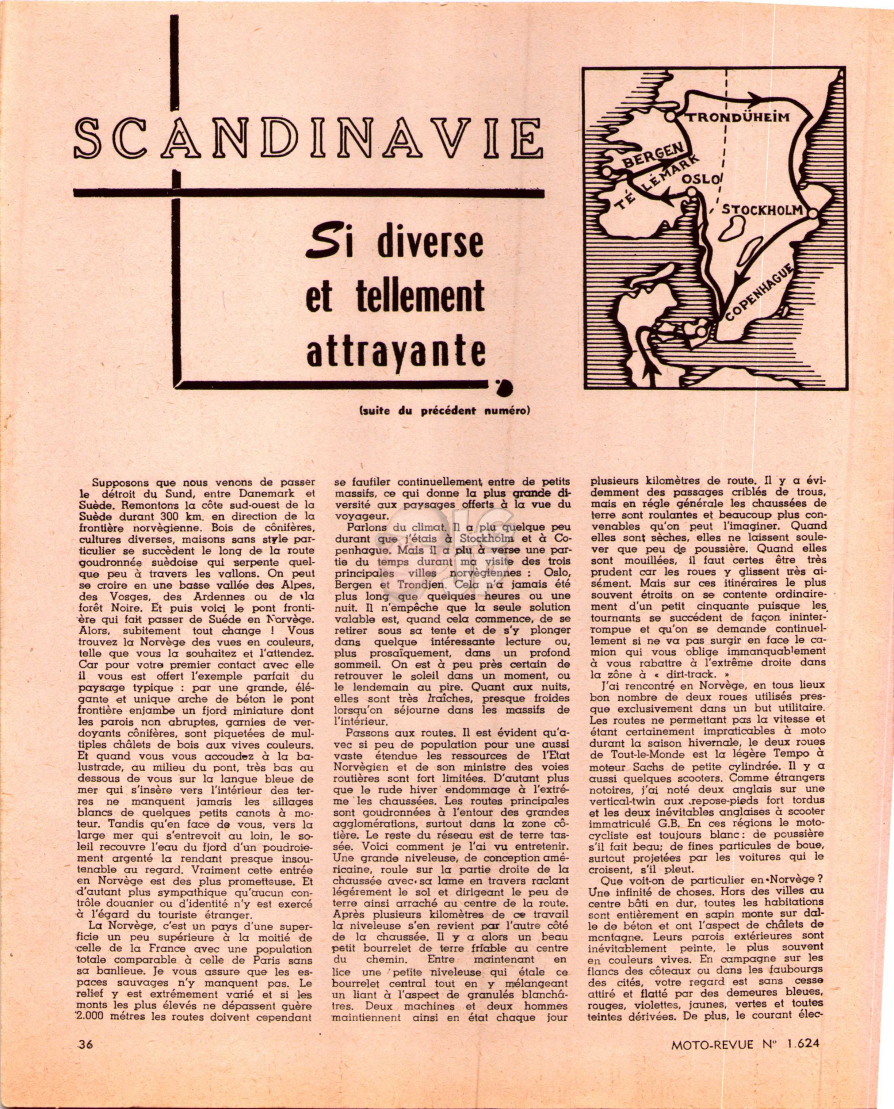 SCANDINAVIE
Si diverse
et tellement
attrayante
(suite du précédent numéro)
TRONDÜHEİM
BERGEN
TÉLÉMARK
OSLO
STOCKHOLM
COPENHAGUE
Supposons que nous venons de passer
le détroit du Sund, entre Danemark et
Suède. Remontons la côte sud-ouest de la
Suède durant 300 km, en direction de la
frontière norvègienne. Bois de cônifères,
cultures diverses, maisons sans style par-
ticulier se succèdent le long de la route
goudronnée suèdoise qui serpente quel-
que peu à travers les vallons. On peut
se croire en une basse vallée des Alpes,
des Vosges, des Ardennes ou de la
forêt Noire. Et puis voici le pont fronti-
ère qui fait passer de Suéde en Norvège.
Alors, subitement tout change ! Vous
trouvez la Norvège des vues en couleurs,
telle que vous la souhaitez et l'attendez.
Car pour votre premier contact avec elle
il vous est offert l'exemple parfait du
paysage typique : par une grande, élé-
gante et unique arche de béton le pont
frontière enjambe un fjord miniature dont
les parois non abruptes, garnies de ver-
doyants cônifères, sont piquetées de mul-
tiples châlets de bois aux vives couleurs.
Et quand vous vous accoudez à la ba-
lustrade, au milieu du pont, très bas au
dessous de vous sur la langue bleue de
mer qui s'insère vers l'intérieur des ter-
res ne manquent jamais les sillages
blancs de quelques petits canots à mo-
teur. Tandis qu'en face de vous, vers la
large mer qui s'entrevoit au loin, le so-
leil recouvre l'eau du fjord d'un poudroie-
ment argenté la rendant presque insou-
tenable au regard. Vraiment cette entrée
en Norvège est des plus prometteuse. Et
d'autant plus sympathique qu'aucun con-
trôle douanier ou d'identité n'y est exercé
à l'égard du touriste étranger.
La Norvège, c'est un pays d'une super-
ficie un peu supérieure à la moitié de
celle de la France avec une population
totale comparable à celle de Paris sans
sa banlieue. Je vous assure que les es-
paces sauvages n'y manquent pas. Le
relief y est extrémement varié et si les
monts les plus élevés ne dépassent guère
2.000 métres les routes doivent cependant
se faufiler continuellement entre de petits
massifs, ce qui donne la plus grande di-
versité aux paysages offerts à la vue du
voyageur.
Parlons du climat. Il a plu quelque peu
durant que j'étais à Stockholm et à Co-
penhague. Mais il a plu à verse une par-
tie du temps durant ma visite des trois
principales villes norvègiennes : Oslo,
Bergen et Trondjen. Cela n'a jamais été
plus long que quelques heures ou une
nuit. Il n'empêche que la seule solution
valable est, quand cela commence, de se
retirer sous sa tente et de s'y plonger
dans quelque intéressante lecture ou,
plus prosaïquement, dans un profond
sommeil. On est à peu près certain de
retrouver le soleil dans un moment, ou
le lendemain au pire. Quant aux nuits,
elles sont très fraîches, presque froides
lorsqu'on séjourne dans les massifs de
l'intérieur.
Passons aux routes. Il est évident qu'a-
vec si peu de population pour une aussi
vaste étendue les ressources de l'Etat
Norvègien et de son ministre des voies
routières sont fort limitées. D'autant plus
que le rude hiver endommage à l'extré-
me les chaussées. Les routes principales
sont goudronnées à l'entour des grandes
agglomérations, surtout dans la zone cô-
tière. Le reste du réseau est de terre tas-
sée. Voici comment je l'ai vu entretenir.
Une grande niveleuse, de conception amé-
ricaine, roule sur la partie droite de la
chaussée avec sa lame en travers raclant
légérement le sol et dirigeant le peu de
terre ainsi arraché au centre de la route.
Après plusieurs kilomètres de ce travail
la niveleuse s'en revient par l'autre côté
de la chaussée. Il y a alors un beau
petit bourrelet de terre friable au centre
du chemin. Entre maintenant en
lice une petite niveleuse qui étale ce
bourrelet central tout en y mélangeant
un liant à l'aspect de granulés blanchâ-
tres. Deux machines et deux hommes
maintiennent ainsi en état chaque jour
plusieurs kilomètres de route. Il y a évi-
demment des passages criblés de trous,
mais en régle générale les chaussées de
terre sont roulantes et beaucoup plus con-
venables qu'on peut l'imaginer. Quand
elles sont sèches, elles ne laissent soule-
ver que peu de poussière. Quand elles
sont mouillées, il faut certes être très
prudent car les roues y glissent très ai-
sément. Mais sur ces itinéraires le plus
souvent étroits on se contente ordinaire-
ment d'un petit cinquante puisque les
tournants se succédent de façon ininter-
rompue et qu'on se demande continuel-
lement si ne va pas surgir en face le ca-
mion qui vous oblige immanquablement
à vous rabattre à l'extrême droite dans
la zône à « dirt-track. »
J'ai rencontré en Norvège, en tous lieux
bon nombre de deux roues utilisés pres-
que exclusivement dans un but utilitaire.
Les routes ne permettant pas la vitesse et
étant certainement impraticables à moto
durant la saison hivernale, le deux roues
de Tout-le-Monde est la légère Tempo à
moteur Sachs de petite cylindrée. Il y a
aussi quelques scooters. Comme étrangers
notoires, j'ai noté deux anglais sur une
vertical-twin aux repose-pieds fort tordus
et les deux inévitables anglaises à scooter
immatriculé G.B. En ces régions le moto-
cycliste est toujours blanc : de poussière
s'il fait beau; de fines particules de boue,
surtout projetées par les voitures qui le
croisent, s'il pleut.
Que voit-on de particulier en Norvège ?
Une infinité de choses. Hors des villes au
centre bâti en dur, toutes les habitations
sont entièrement en sapin monte sur dal-
le de béton et ont l'aspect de châlets de
montagne. Leurs parois extérieures sont
inévitablement peinte, le plus souvent
en couleurs vives. En campagne sur les
flancs des côteaux ou dans les faubourgs
des cités, votre regard est sans cesse
attiré et flatté par des demeures bleues,
rouges, violettes, jaunes, vertes et toutes
teintes dérivées. De plus, le courant élec-
36
MOTO-REVUE N° 1.624